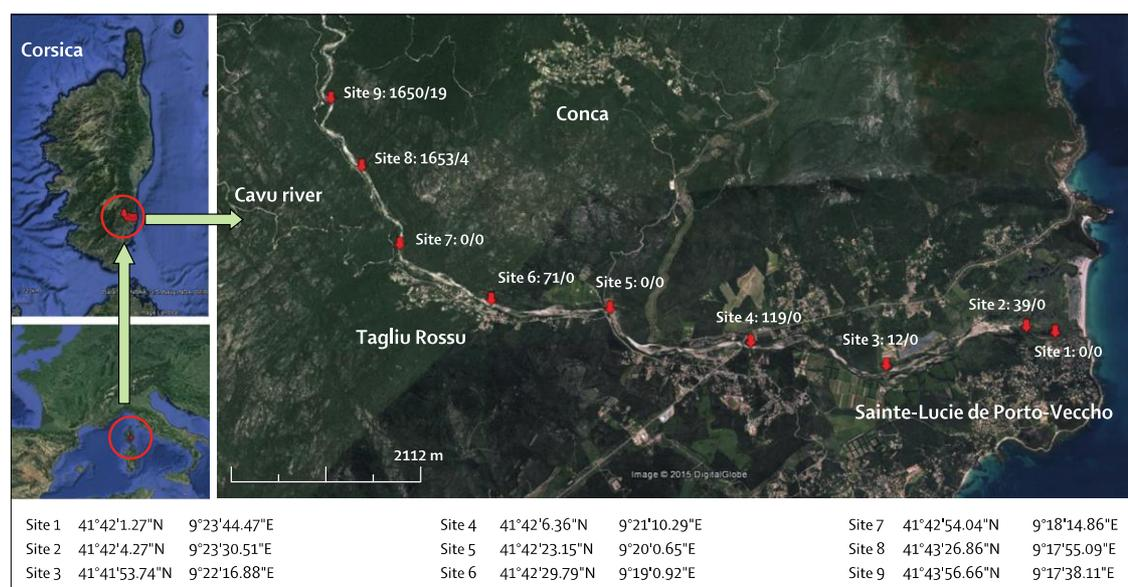 Corsica
Site 9: 1650/19
Conca
Site 8: 1653/4
Cavu river
Site 7: 0/0
Site 6: 71/0
Site 5: 0/0
Site 4: 119/0
Site 2: 39/0
Site 3: 12/0
Site 1: 0/0
Tagliu Rossu
Sainte-Lucie de Porto-Veccho
2112 m
Image © 2015 DigitalGlobe
Site 1 41°42'1.27"N 9°23'44.47"E
Site 2 41°42'4.27"N 9°23'30.51"E
Site 3 41°41'53.74"N 9°22'16.88"E
Site 4 41°42'6.36"N 9°21'10.29"E
Site 5 41°42'23.15"N 9°20'0.65"E
Site 6 41°42'29.79"N 9°19'0.92"E
Site 7 41°42'54.04"N 9°18'14.86"E
Site 8 41°43'26.86"N 9°17'55.09"E
Site 9 41°43'56.66"N 9°17'38.11"E